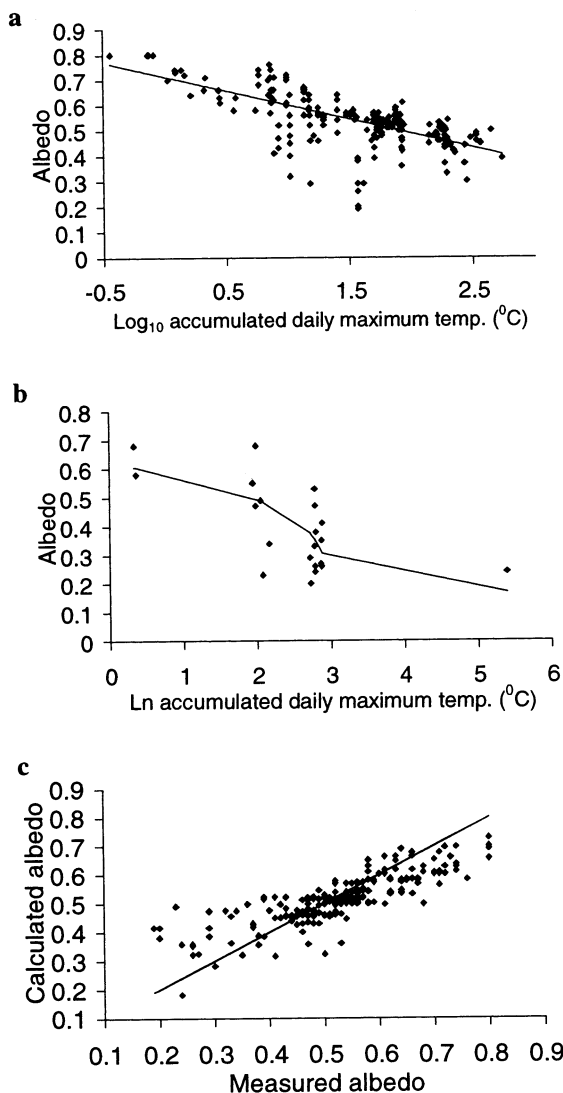 a
0.9
0.8
0.7
0.6
0.5
0.4
0.3
0.2
0.1
0
Albedo
-0.5 0.5 1.5 2.5
Log10 accumulated daily maximum temp. (0C)
b
0.8
0.7
0.6
0.5
0.4
0.3
0.2
0.1
0
Albedo
0 1 2 3 4 5 6
Ln accumulated daily maximum temp. (0C)
c
0.9
0.8
0.7
0.6
0.5
0.4
0.3
0.2
0.1
Calculated albedo
0.1 0.2 0.3 0.4 0.5 0.6 0.7 0.8 0.9
Measured albedo